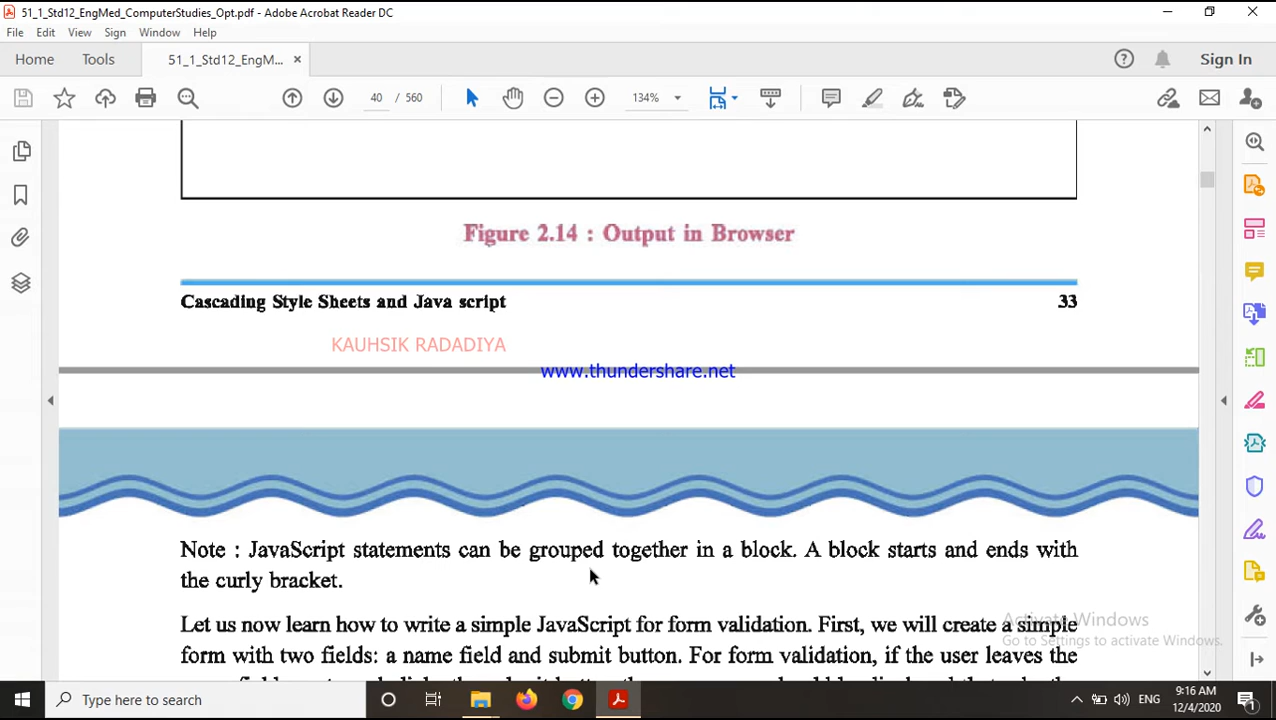 51_1_Std12_EngMed_ComputerStudies_Opt.pdf - Adobe Acrobat Reader DC
File Edit View Sign Window Help
Home Tools 51_1_Std12_EngM... × Sign In
40 / 560 134%
Figure 2.14 : Output in Browser
Cascading Style Sheets and Java script 33
KAUHSIK RADADIYA
www.thundershare.net
Note : JavaScript statements can be grouped together in a block. A block starts and ends with
the curly bracket.
Let us now learn how to write a simple JavaScript for form validation. First, we will create a simple
form with two fields: a name field and submit button. For form validation, if the user leaves the
Activate Windows
Go to Settings to activate Windows.
Type here to search
ENG
9:16 AM
12/4/2020
1